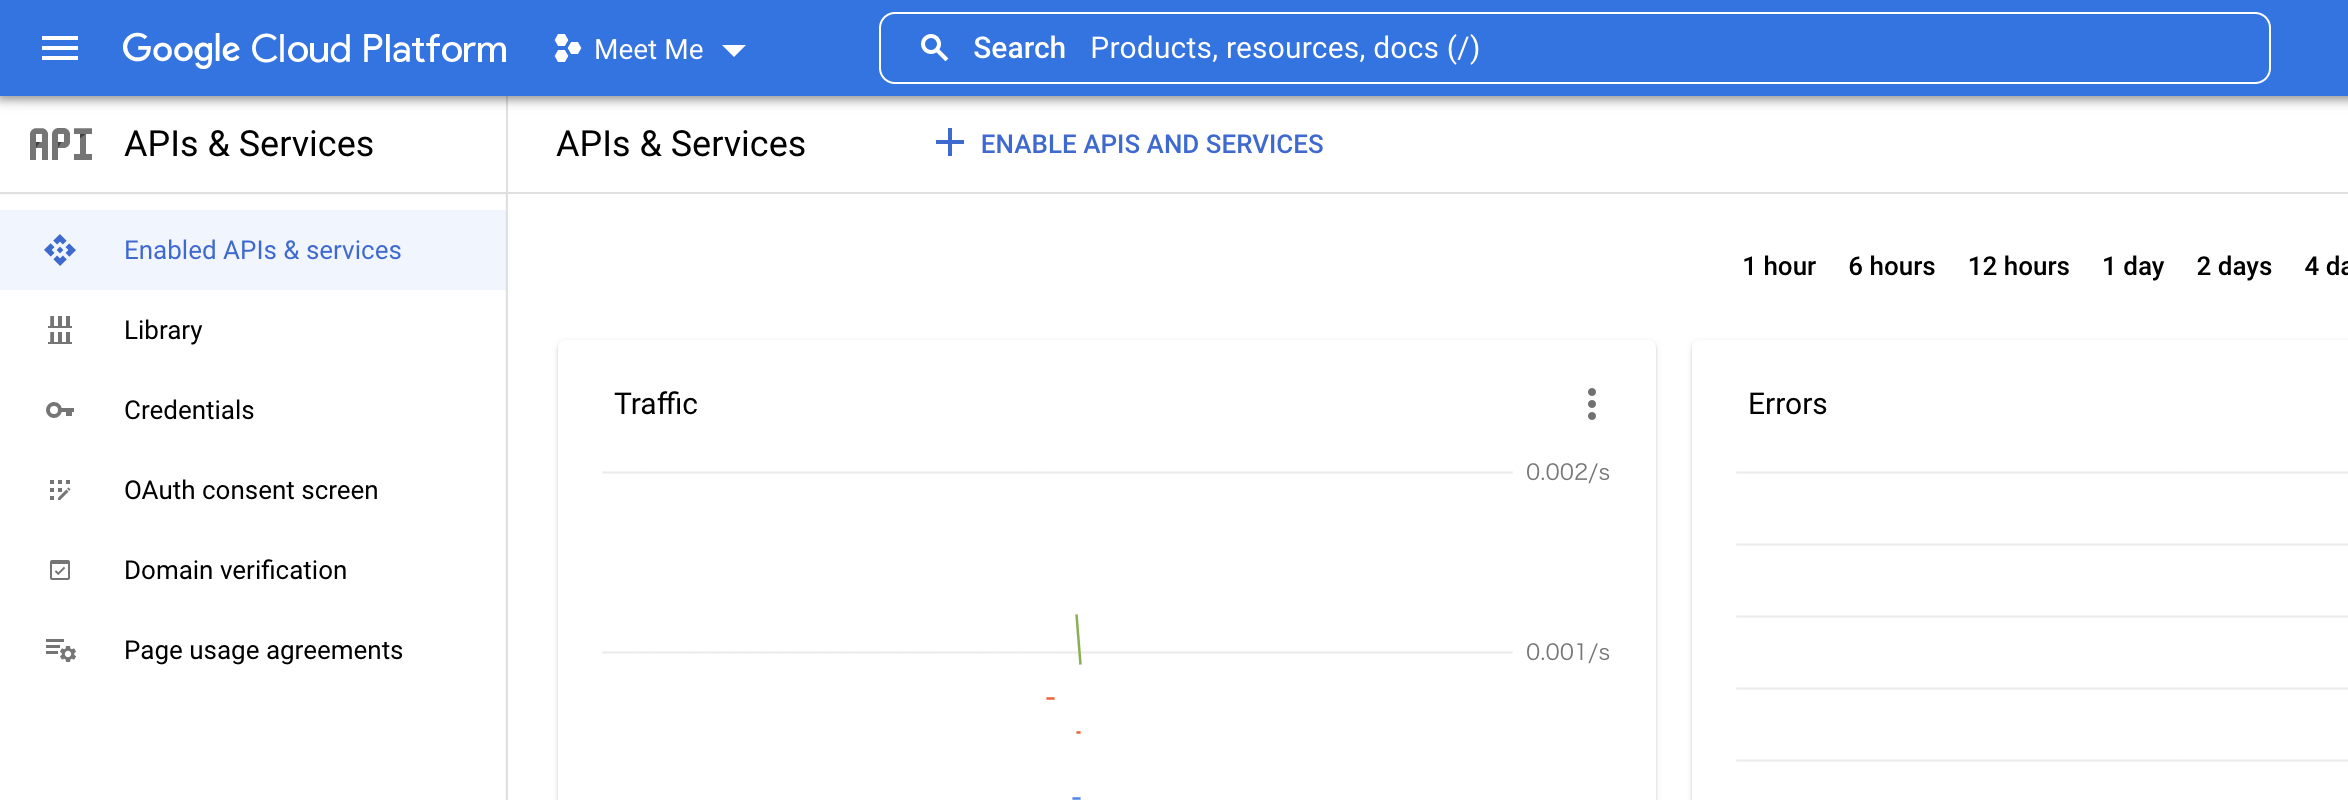 Google Cloud Platform
Meet Me
Search Products, resources, docs (/)
API APIs & Services
APIs & Services
ENABLE APIS AND SERVICES
Enabled APIs & services
Library
Credentials
OAuth consent screen
Domain verification
Page usage agreements
1 hour 6 hours 12 hours 1 day 2 days 4 da
Traffic
0.002/s
0.001/s
Errors